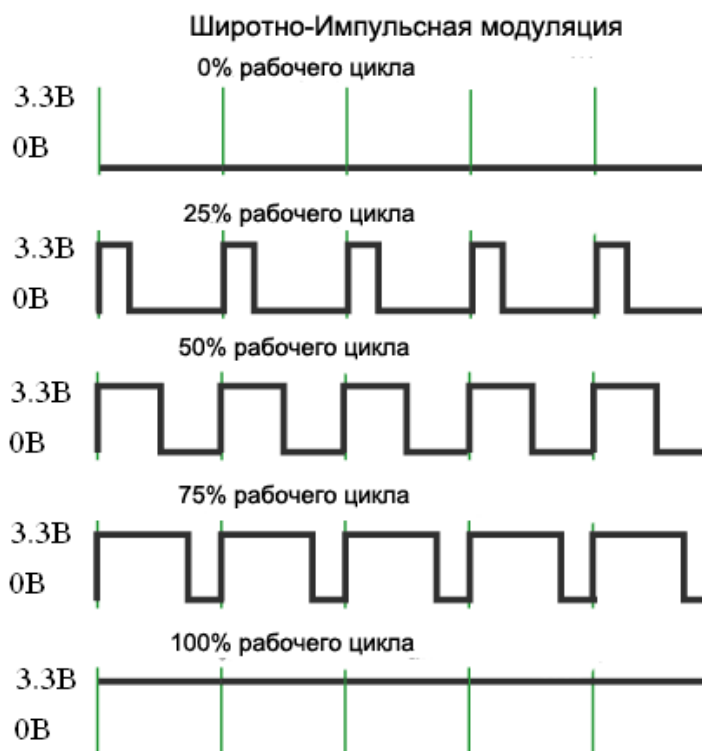 Широтно-Импульсная модуляция
0% рабочего цикла
3.3В
0В
25% рабочего цикла
3.3В
0В
50% рабочего цикла
3.3В
0В
75% рабочего цикла
3.3В
0В
100% рабочего цикла
3.3В
0В